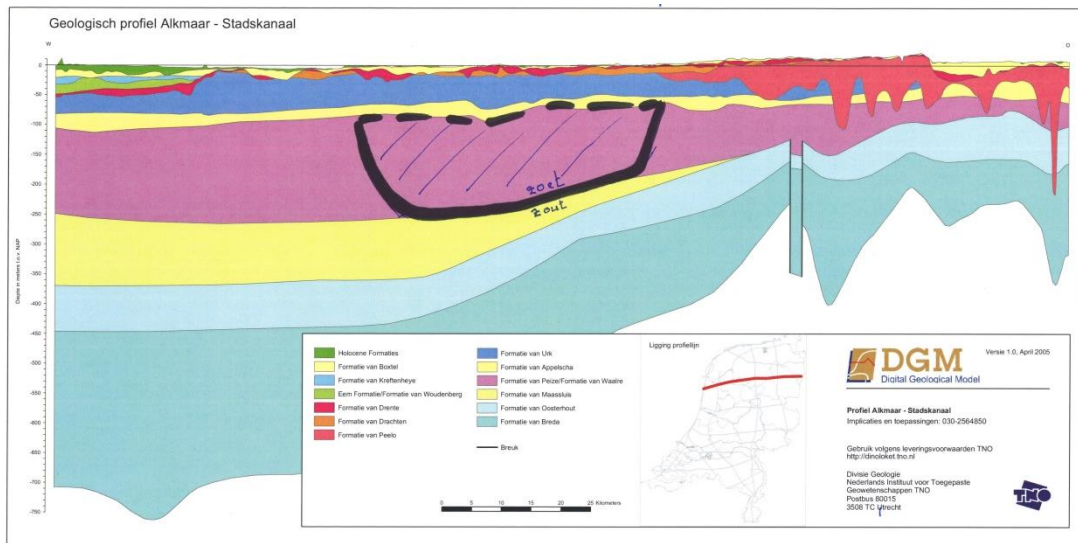 Geologisch profiel Alkmaar - Stadskanaal
W
O
Diepte in meters t.o.v. NAP
0
-50
-100
-150
-200
-250
-300
-350
-400
-450
-500
-550
-600
-650
-700
-750
zoet
zout
Holocene Formaties
Formatie van Boxtel
Formatie van Kreftenheye
Eem Formatie/Formatie van Woudenberg
Formatie van Drente
Formatie van Drachten
Formatie van Peelo
Formatie van Urk
Formatie van Appelscha
Formatie van Peize/Formatie van Waalre
Formatie van Maassluis
Formatie van Oosterhout
Formatie van Breda
Breuk
0 5 10 15 20 25 Kilometers
Ligging profiellijn
DGM
Digital Geological Model
Versie 1.0, April 2005
Profiel Alkmaar - Stadskanaal
Implicaties en toepassingen: 030-2564850
Gebruik volgens leveringsvoorwaarden TNO
http://dinoloket.tno.nl
Divisie Geologie
Nederlands Instituut voor Toegepaste
Geowetenschappen TNO
Postbus 80015
3508 TC Utrecht
TNO